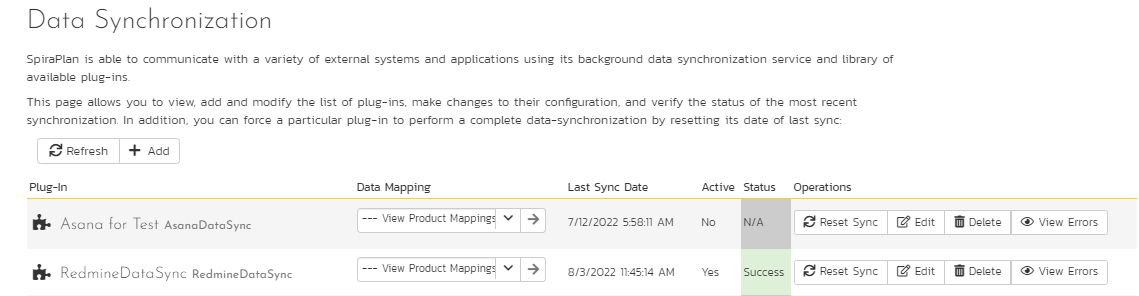 Data Synchronization
SpiraPlan is able to communicate with a variety of external systems and applications using its background data synchronization service and library of
available plug-ins.
This page allows you to view, add and modify the list of plug-ins, make changes to their configuration, and verify the status of the most recent
synchronization. In addition, you can force a particular plug-in to perform a complete data-synchronization by resetting its date of last sync:
Refresh Add
Plug-In Data Mapping Last Sync Date Active Status Operations
Asana for Test AsanaDataSync --- View Product Mappings 7/12/2022 5:58:11 AM No N/A Reset Sync Edit Delete View Errors
RedmineDataSync RedmineDataSync --- View Product Mappings 8/3/2022 11:45:14 AM Yes Success Reset Sync Edit Delete View Errors